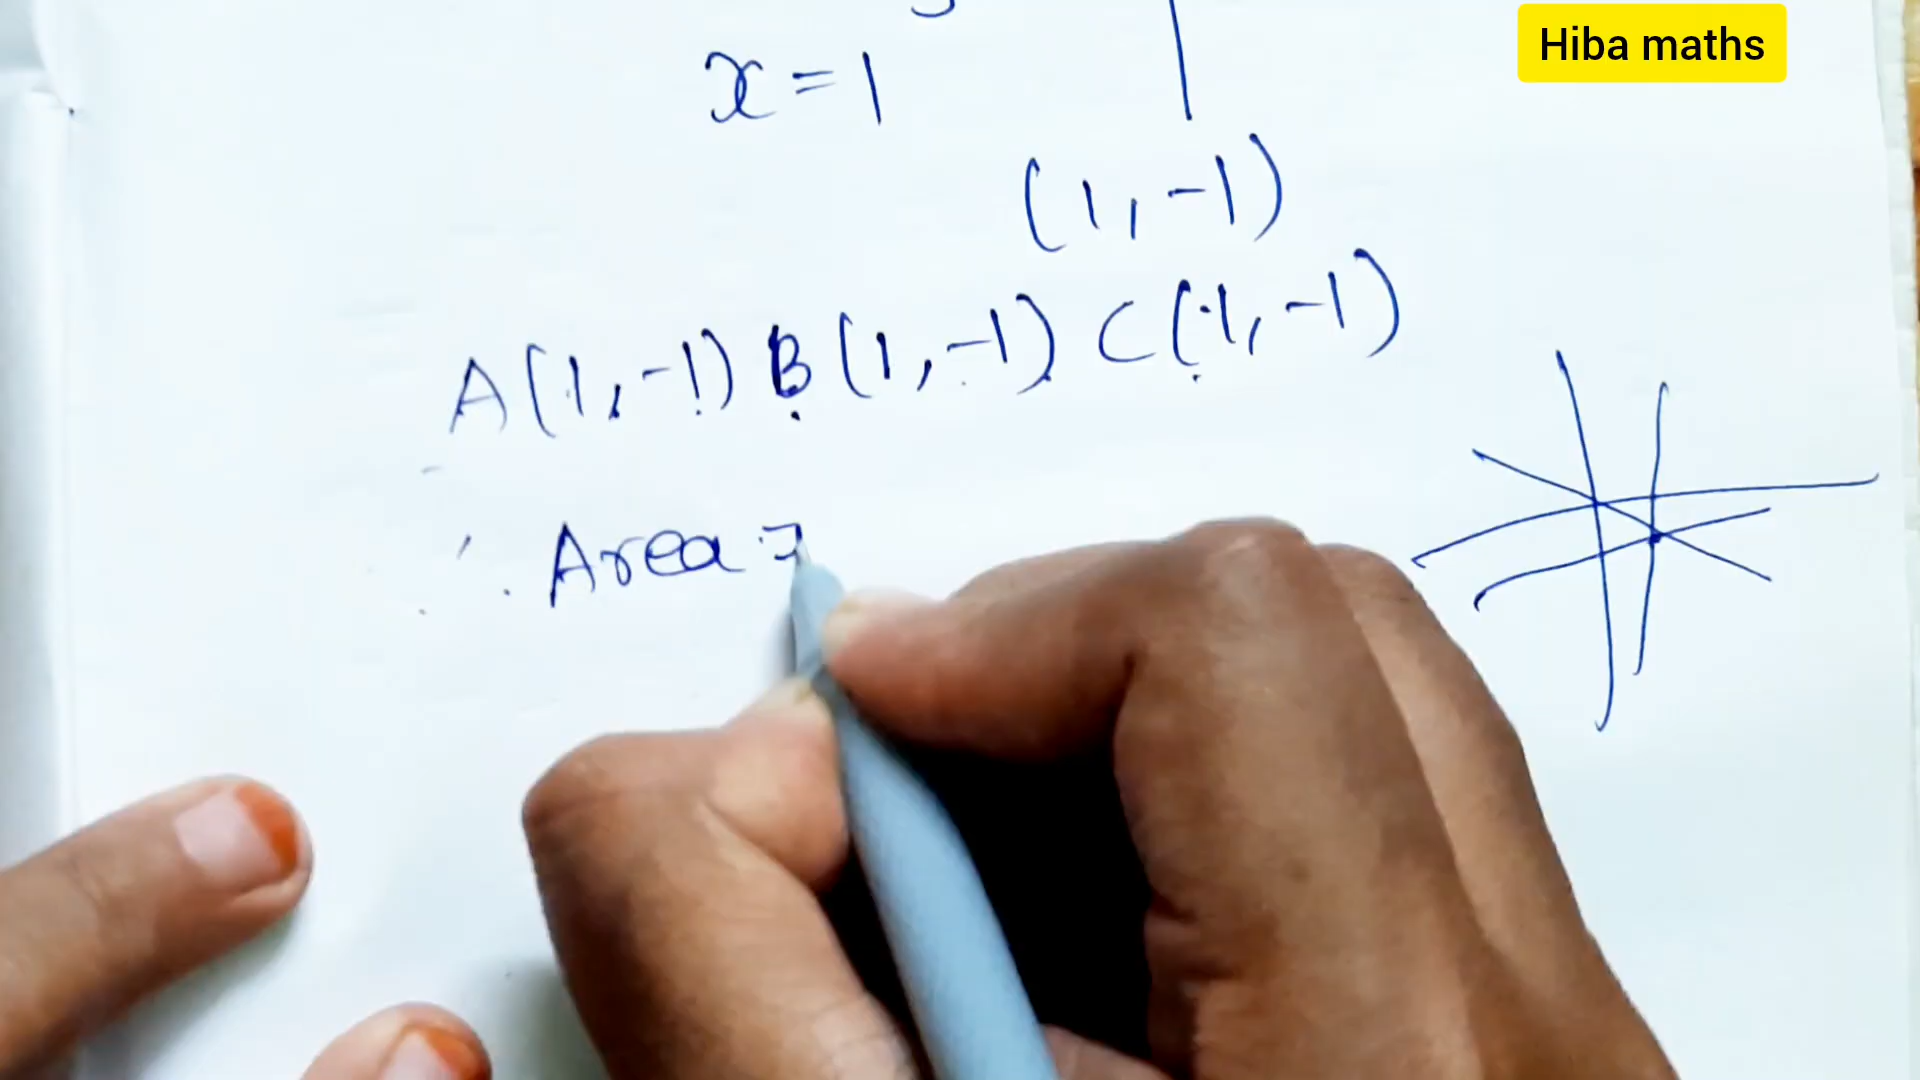 Hiba maths
x = 1
(1, -1)
A(1, -1) B(1, -1) C(1, -1)
∴ Area =